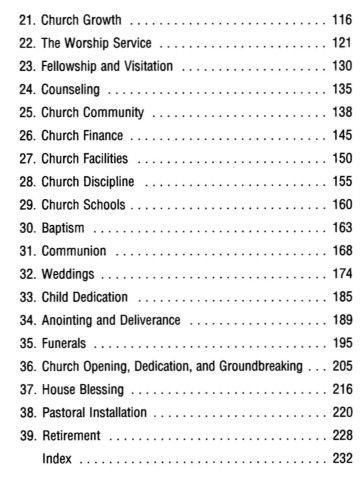 21. Church Growth ........................... 116
22. The Worship Service ....................... 121
23. Fellowship and Visitation .................... 130
24. Counseling .............................. 135
25. Church Community ........................ 138
26. Church Finance ........................... 145
27. Church Facilities .......................... 150
28. Church Discipline ......................... 155
29. Church Schools ........................... 160
30. Baptism ................................ 163
31. Communion ............................. 168
32. Weddings ............................... 174
33. Child Dedication .......................... 185
34. Anointing and Deliverance .................. 189
35. Funerals ................................ 195
36. Church Opening, Dedication, and Groundbreaking ... 205
37. House Blessing ........................... 216
38. Pastoral Installation ....................... 220
39. Retirement .............................. 228
Index .................................. 232